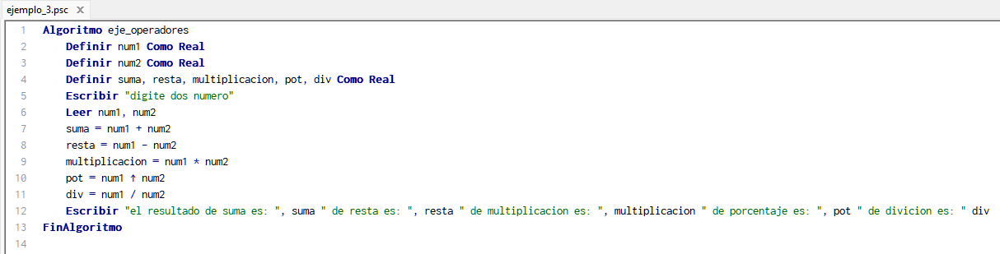 ejemplo_3.psc X
1 Algoritmo eje_operadores
2 Definir num1 Como Real
3 Definir num2 Como Real
4 Definir suma, resta, multiplicacion, pot, div Como Real
5 Escribir "digite dos numero"
6 Leer num1, num2
7 suma = num1 + num2
8 resta = num1 - num2
9 multiplicacion = num1 * num2
10 pot = num1 ↑ num2
11 div = num1 / num2
12 Escribir "el resultado de suma es: ", suma " de resta es: ", resta " de multiplicacion es: ", multiplicacion " de porcentaje es: ", pot " de divicion es: " div
13 FinAlgoritmo
14